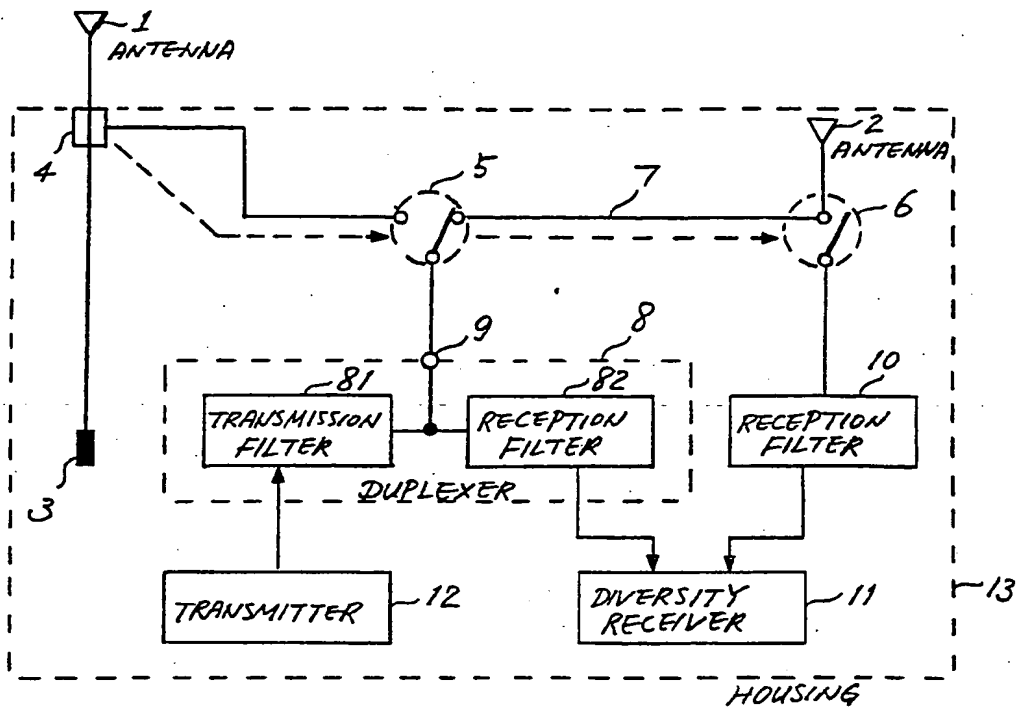 1
ANTENNA
2
ANTENNA
4
5
7
6
9
8
81
82
10
TRANSMISSION
FILTER
RECEPTION
FILTER
RECEPTION
FILTER
3
DUPLEXER
TRANSMITTER
12
DIVERSITY
RECEIVER
11
13
HOUSING